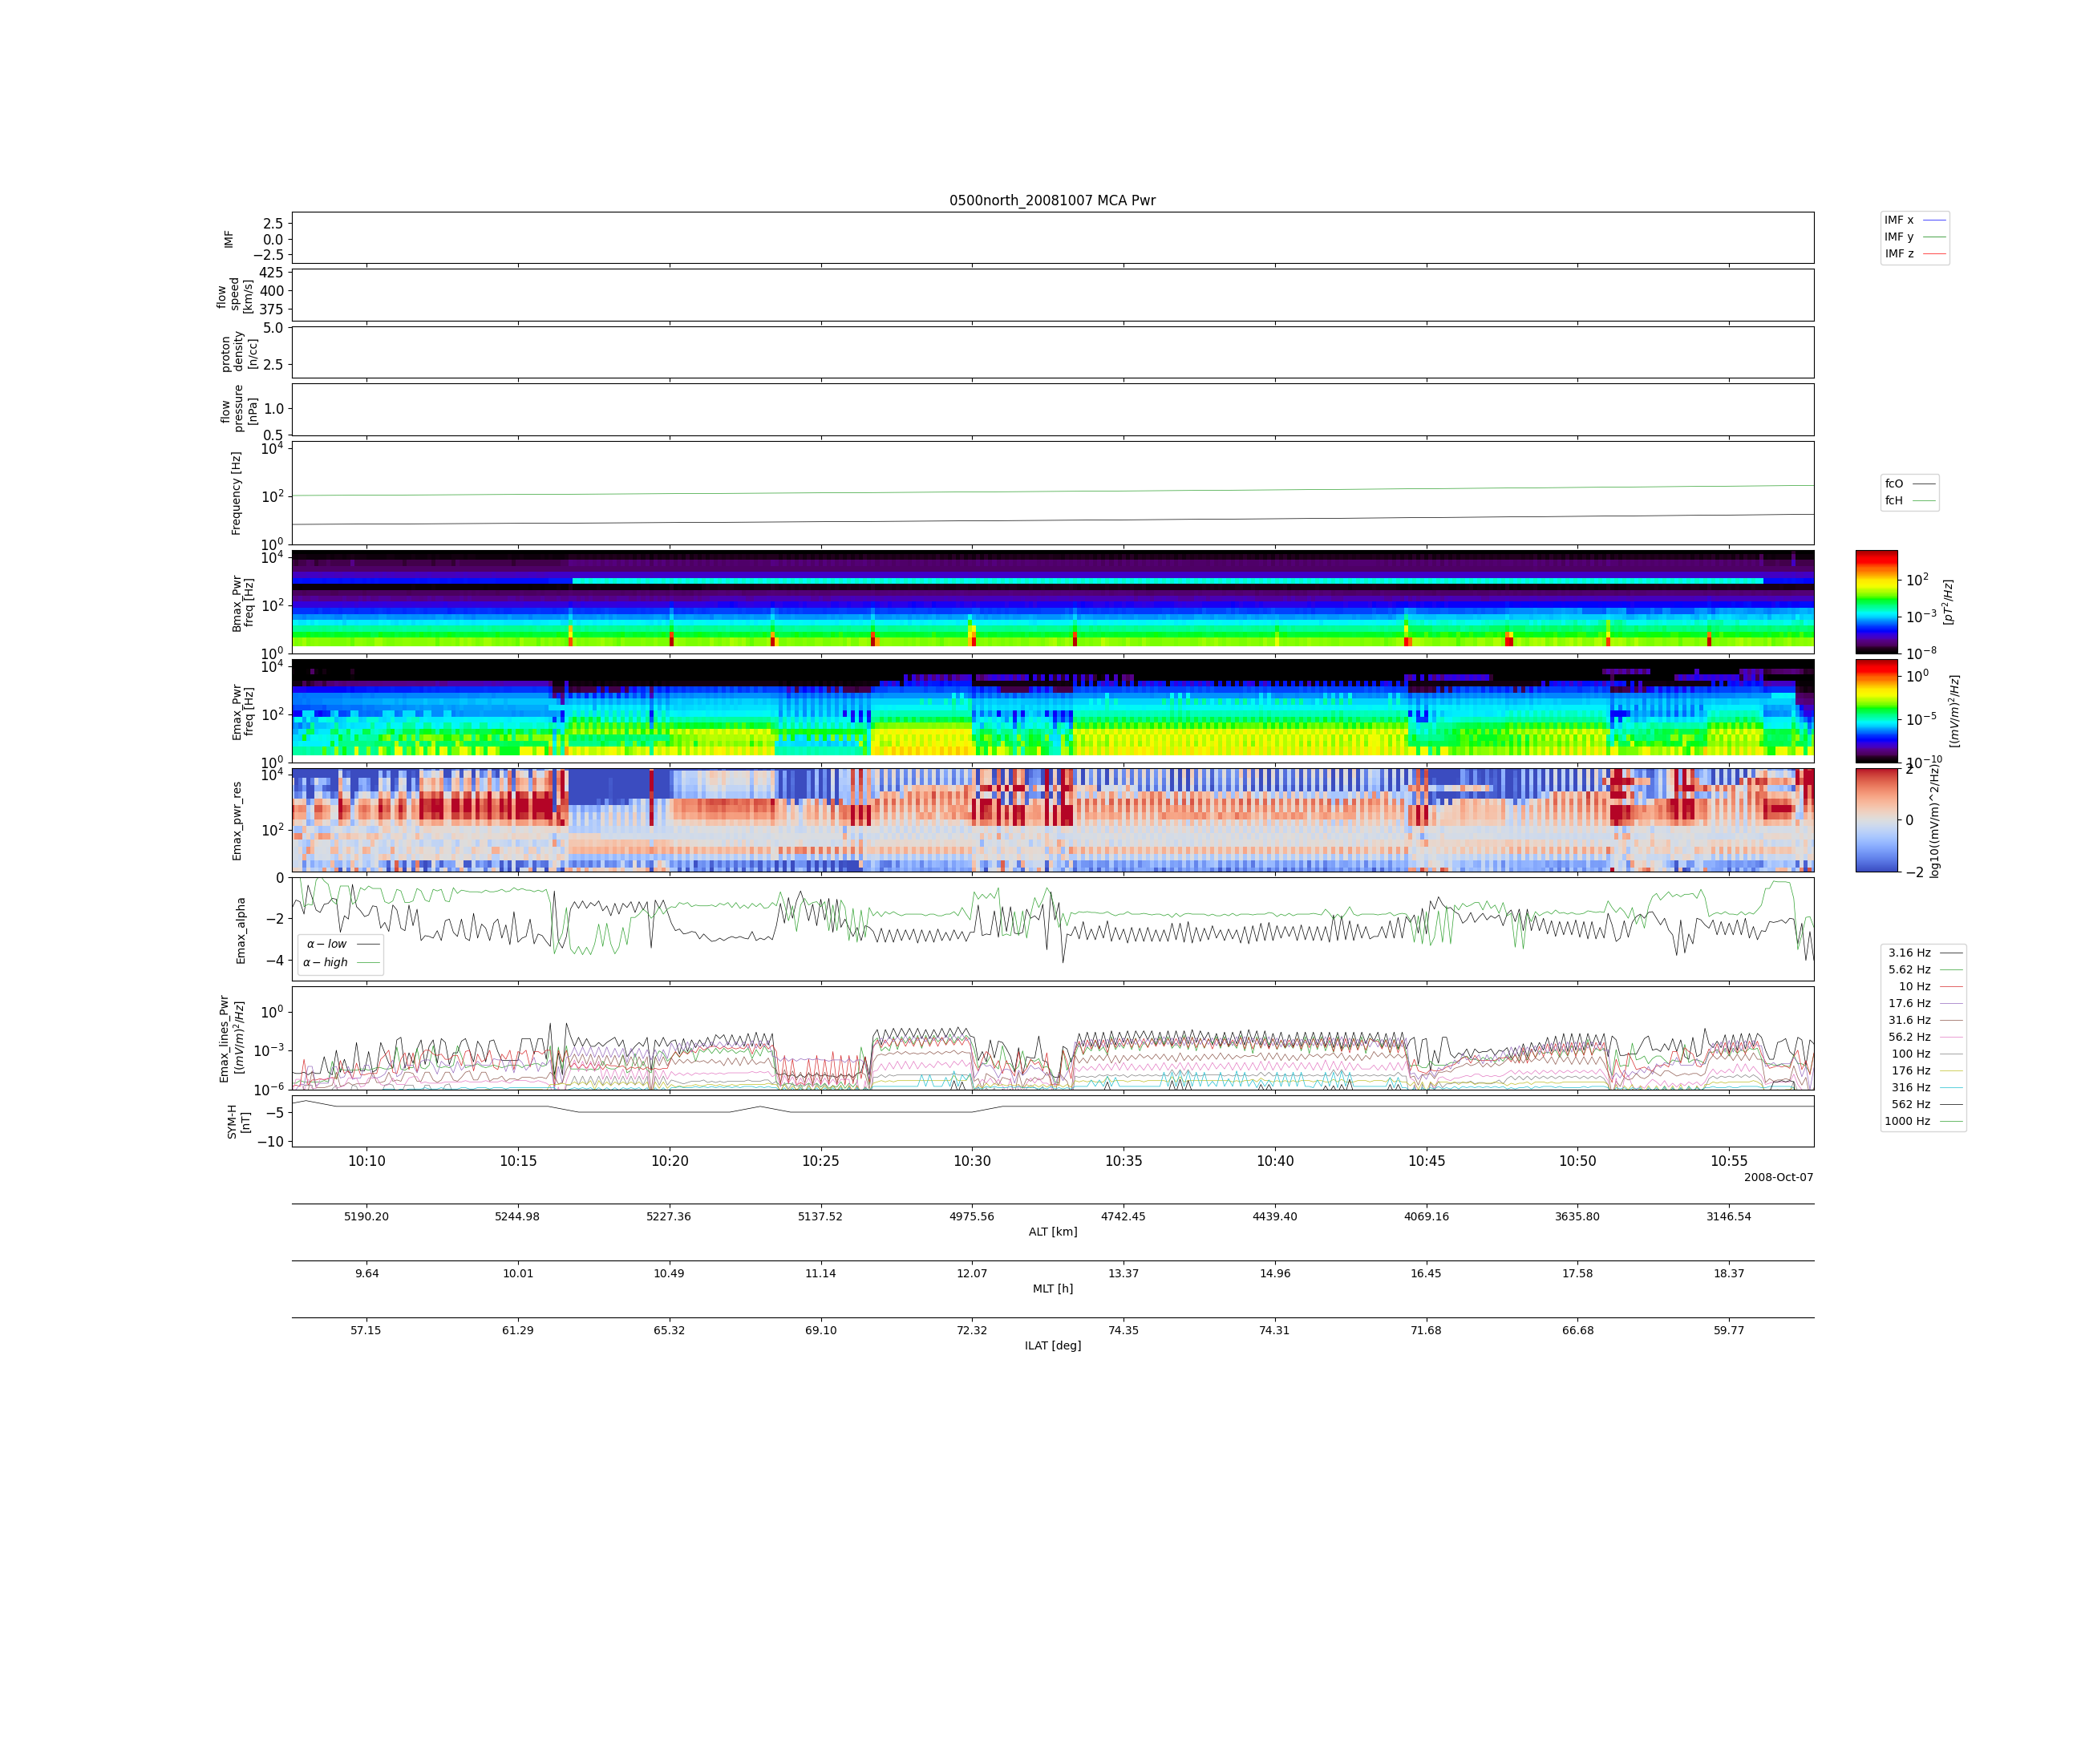 0500north_20081007 MCA Pwr
IMF
2.5
0.0
−2.5
IMF x
IMF y
IMF z
flow
speed
[km/s]
425
400
375
proton
density
[n/cc]
5.0
2.5
flow
pressure
[nPa]
1.0
0.5
Frequency [Hz]
10^4
10^2
10^0
fcO
fcH
Bmax_Pwr
freq [Hz]
10^4
10^2
10^0
10^2
10^−3
10^−8
[pT^2/Hz]
Emax_Pwr
freq [Hz]
10^4
10^2
10^0
10^0
10^−5
10^−10
[(mV/m)^2/Hz]
Emax_pwr_res
10^4
10^2
2
0
−2
log10((mV/m)^2/Hz)
Emax_alpha
0
−2
−4
α − low
α − high
Emax_lines_Pwr
[(mV/m)^2/Hz]
10^0
10^−3
10^−6
3.16 Hz
5.62 Hz
10 Hz
17.6 Hz
31.6 Hz
56.2 Hz
100 Hz
176 Hz
316 Hz
562 Hz
1000 Hz
SYM-H
[nT]
−5
−10
10:10 10:15 10:20 10:25 10:30 10:35 10:40 10:45 10:50 10:55
2008-Oct-07
5190.20 5244.98 5227.36 5137.52 4975.56 4742.45 4439.40 4069.16 3635.80 3146.54
ALT [km]
9.64 10.01 10.49 11.14 12.07 13.37 14.96 16.45 17.58 18.37
MLT [h]
57.15 61.29 65.32 69.10 72.32 74.35 74.31 71.68 66.68 59.77
ILAT [deg]